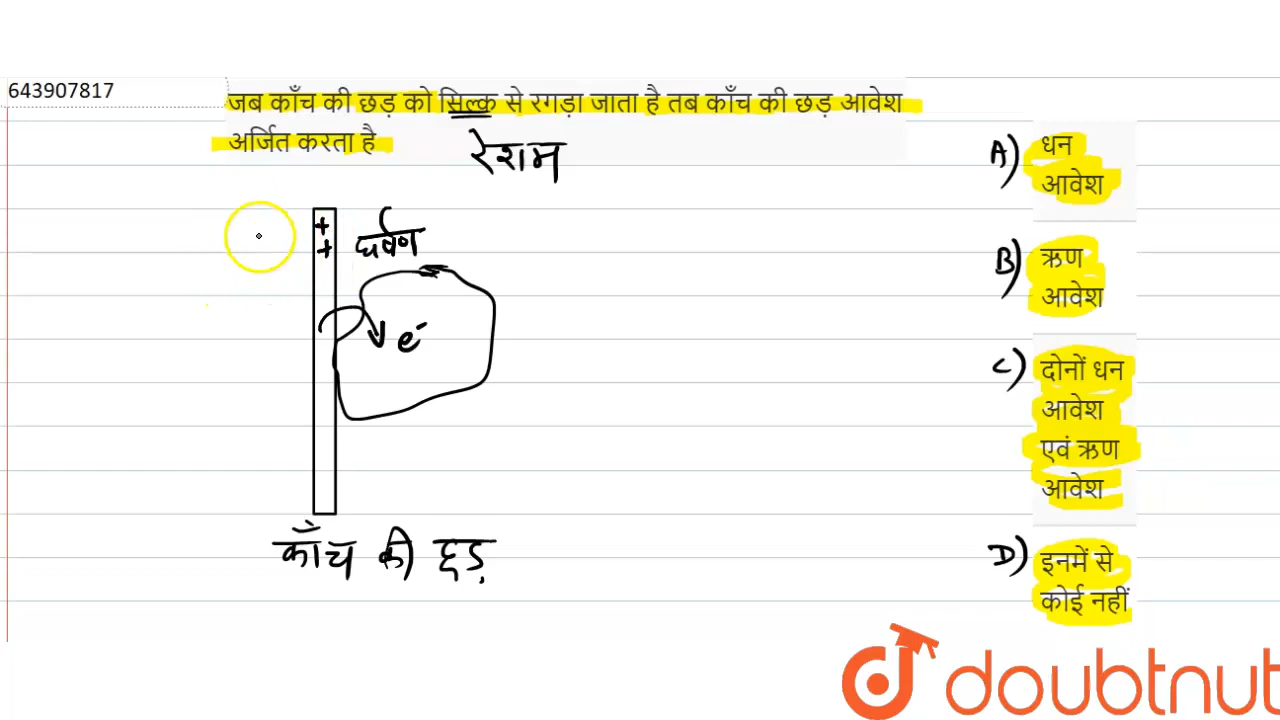 643907817
जब काँच की छड़ को सिल्क से रगड़ा जाता है तब काँच की छड़ आवेश
अर्जित करता है
रेशम
A) धन
आवेश
++
घर्षण
B) ऋण
आवेश
e⁻
C) दोनों धन
आवेश
एवं ऋण
आवेश
काँच की छड़
D) इनमें से
कोई नहीं
doubtnut